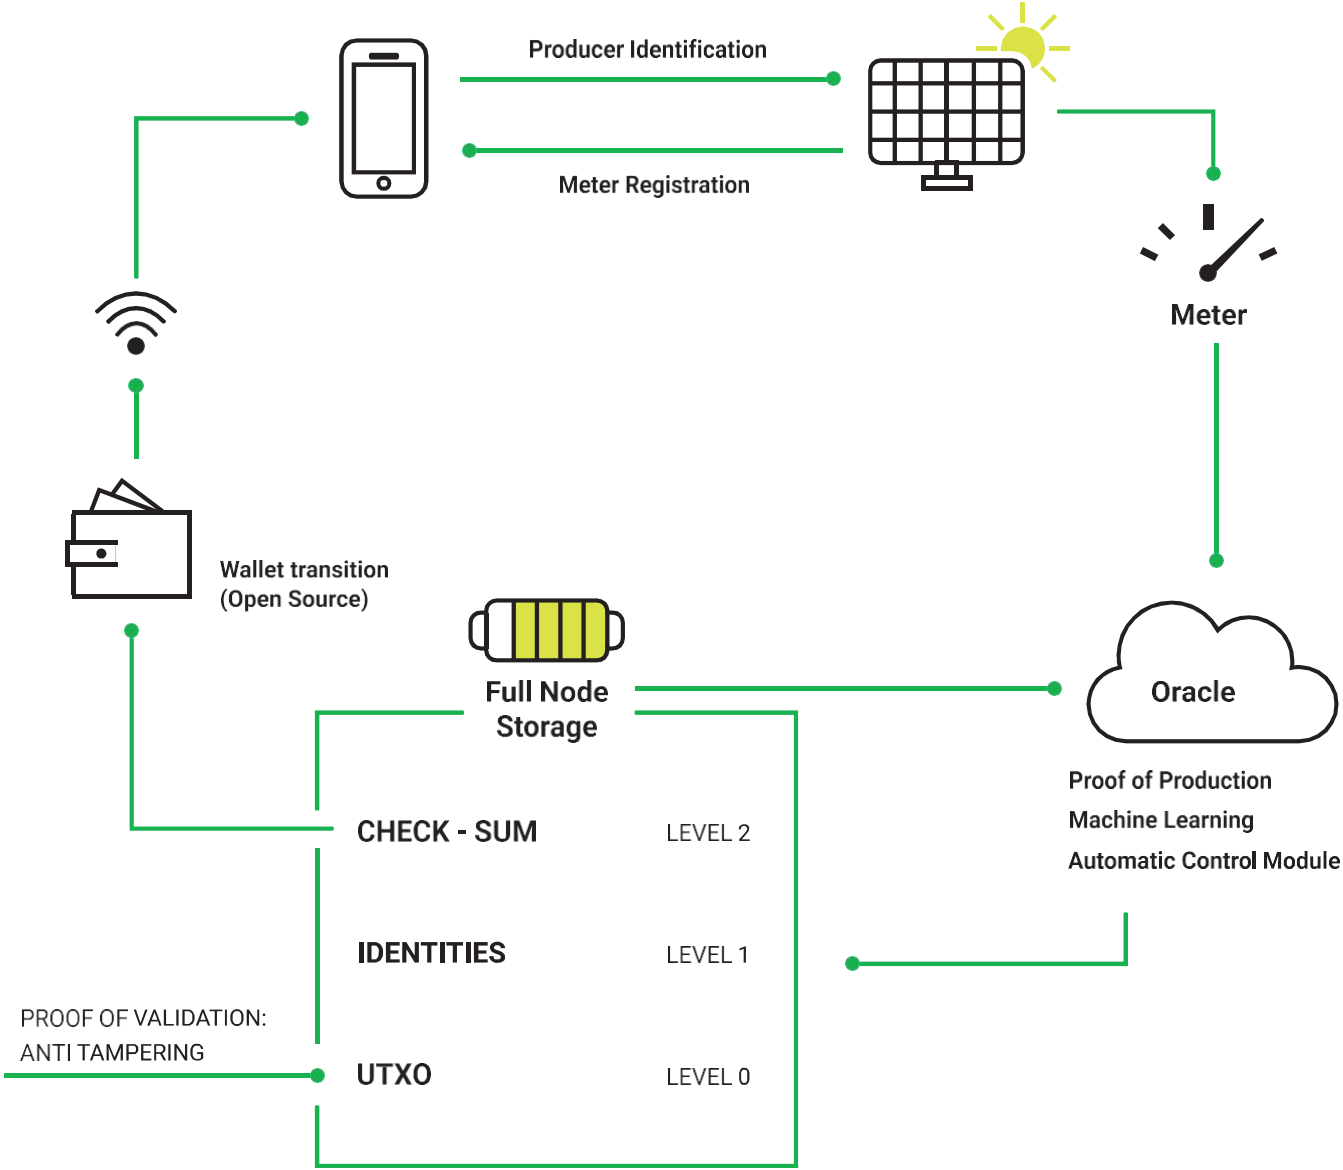 Producer Identification
Meter Registration
Meter
Wallet transition
(Open Source)
Full Node
Storage
Oracle
Proof of Production
Machine Learning
Automatic Control Module
CHECK - SUM LEVEL 2
IDENTITIES LEVEL 1
PROOF OF VALIDATION:
ANTI TAMPERING
UTXO LEVEL 0